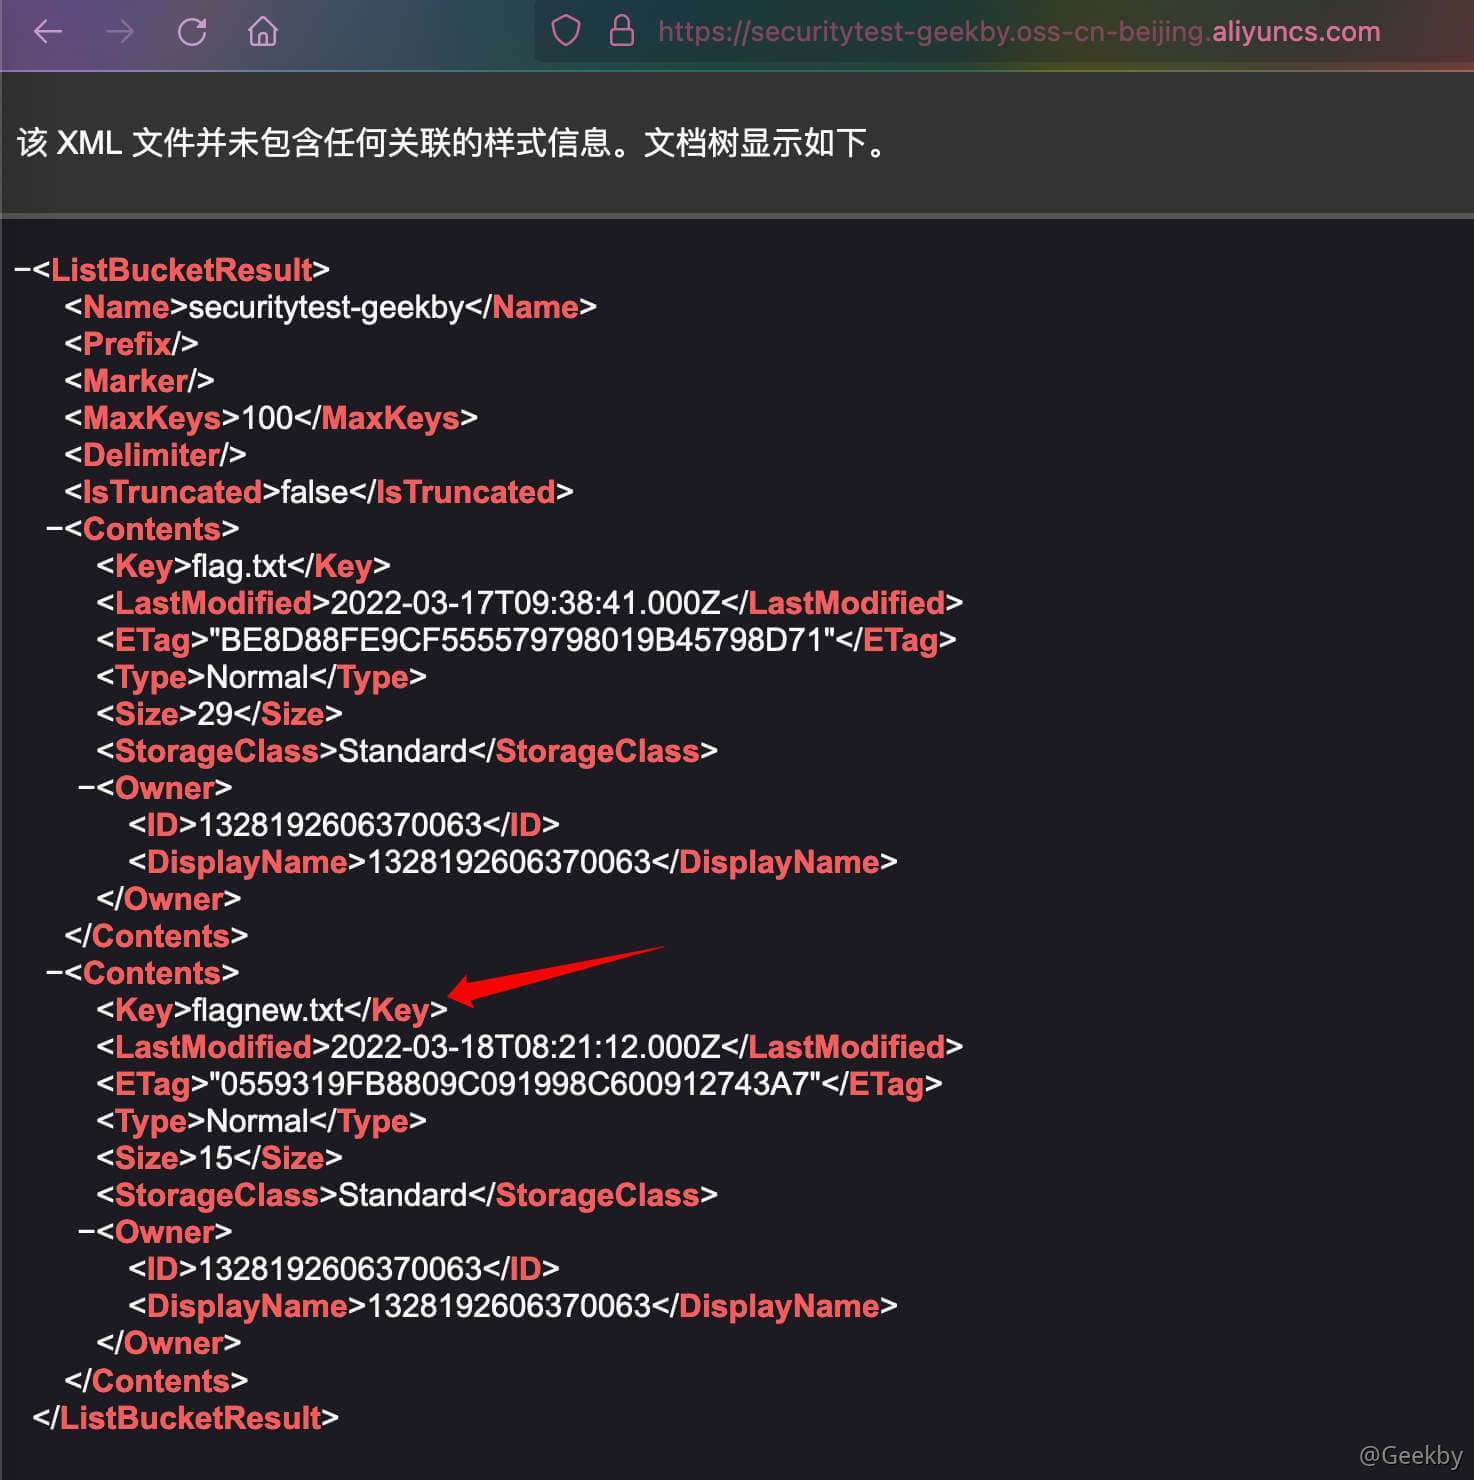 https://securitytest-geekby.oss-cn-beijing.aliyuncs.com
该 XML 文件并未包含任何关联的样式信息。文档树显示如下。
−<ListBucketResult>
<Name>securitytest-geekby</Name>
<Prefix/>
<Marker/>
<MaxKeys>100</MaxKeys>
<Delimiter/>
<IsTruncated>false</IsTruncated>
−<Contents>
<Key>flag.txt</Key>
<LastModified>2022-03-17T09:38:41.000Z</LastModified>
<ETag>"BE8D88FE9CF555579798019B45798D71"</ETag>
<Type>Normal</Type>
<Size>29</Size>
<StorageClass>Standard</StorageClass>
−<Owner>
<ID>1328192606370063</ID>
<DisplayName>1328192606370063</DisplayName>
</Owner>
</Contents>
−<Contents>
<Key>flagnew.txt</Key>
<LastModified>2022-03-18T08:21:12.000Z</LastModified>
<ETag>"0559319FB8809C091998C600912743A7"</ETag>
<Type>Normal</Type>
<Size>15</Size>
<StorageClass>Standard</StorageClass>
−<Owner>
<ID>1328192606370063</ID>
<DisplayName>1328192606370063</DisplayName>
</Owner>
</Contents>
</ListBucketResult>
@Geekby